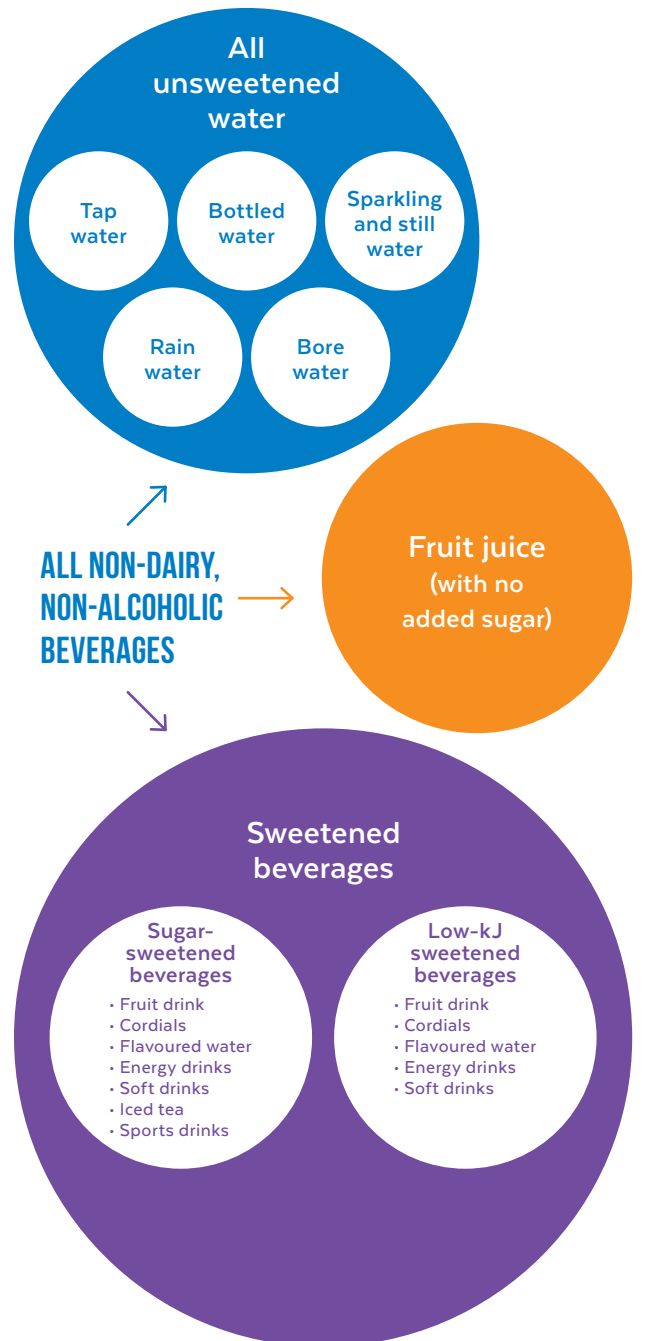 All
unsweetened
water
Tap
water
Bottled
water
Sparkling
and still
water
Rain
water
Bore
water
ALL NON-DAIRY,
NON-ALCOHOLIC
BEVERAGES
Fruit juice
(with no
added sugar)
Sweetened
beverages
Sugar-
sweetened
beverages
· Fruit drink
· Cordials
· Flavoured water
· Energy drinks
· Soft drinks
· Iced tea
· Sports drinks
Low-kJ
sweetened
beverages
· Fruit drink
· Cordials
· Flavoured water
· Energy drinks
· Soft drinks